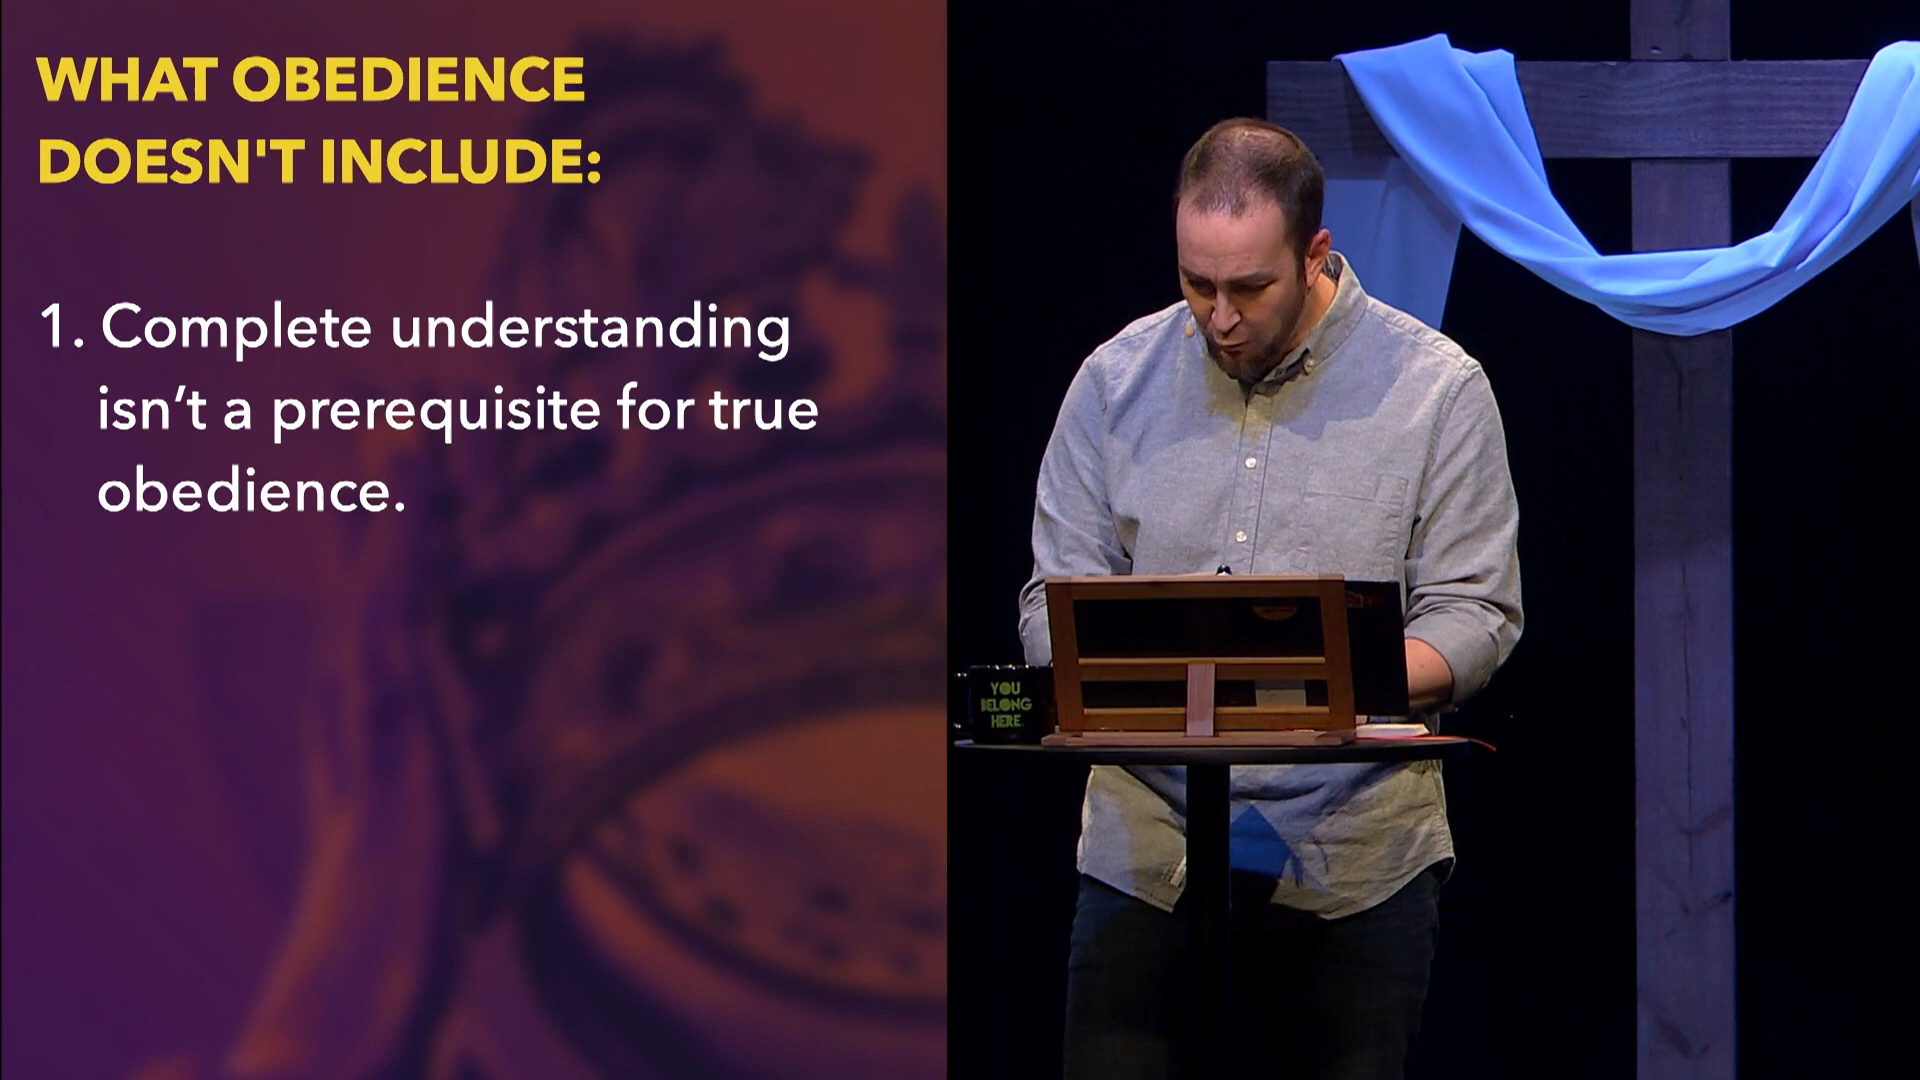 WHAT OBEDIENCE
DOESN'T INCLUDE:
1. Complete understanding
isn’t a prerequisite for true
obedience.
YOU
BELONG
HERE.